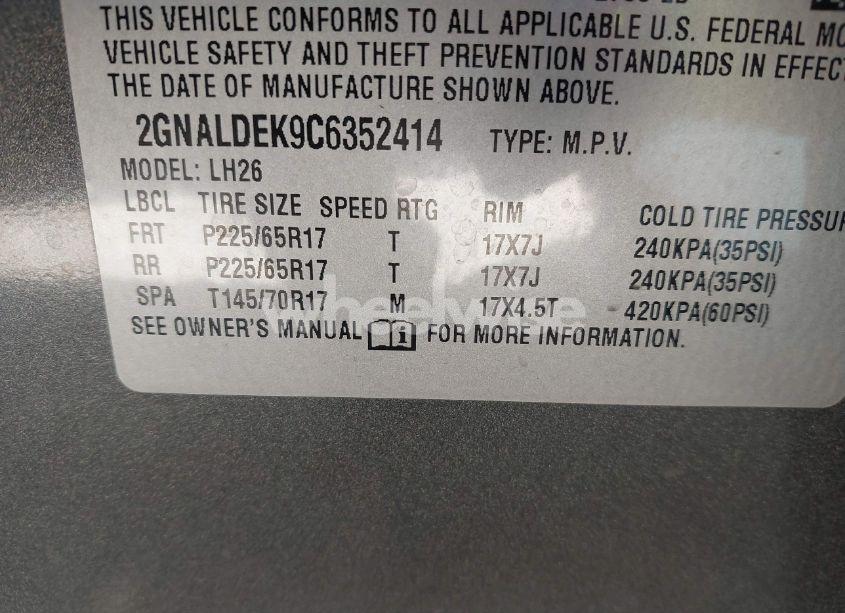 THIS VEHICLE CONFORMS TO ALL APPLICABLE U.S. FEDERAL MO
VEHICLE SAFETY AND THEFT PREVENTION STANDARDS IN EFFECT
THE DATE OF MANUFACTURE SHOWN ABOVE.
2GNALDEK9C6352414 TYPE: M.P.V.
MODEL: LH26
LBCL TIRE SIZE SPEED RTG RIM COLD TIRE PRESSUR
FRT P225/65R17 T 17X7J 240KPA(35PSI)
RR P225/65R17 T 17X7J 240KPA(35PSI)
SPA T145/70R17 M 17X4.5T 420KPA(60PSI)
SEE OWNER'S MANUAL FOR MORE INFORMATION.